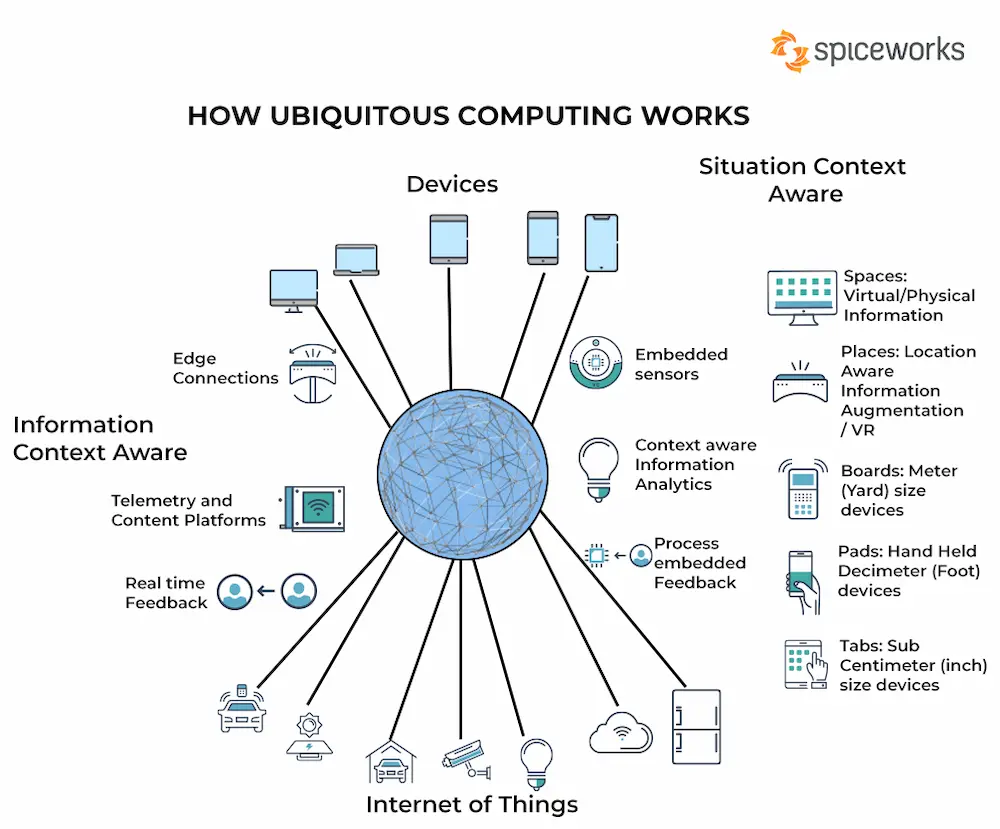 spiceworks
HOW UBIQUITOUS COMPUTING WORKS
Devices
Situation Context
Aware
Edge
Connections
Embedded
sensors
Information
Context Aware
Context aware
Information
Analytics
Telemetry and
Content Platforms
Real time
Feedback
Process
embedded
Feedback
Spaces:
Virtual/Physical
Information
Places: Location
Aware
Information
Augmentation
/ VR
Boards: Meter
(Yard) size
devices
Pads: Hand Held
Decimeter (Foot)
devices
Tabs: Sub
Centimeter (inch)
size devices
Internet of Things